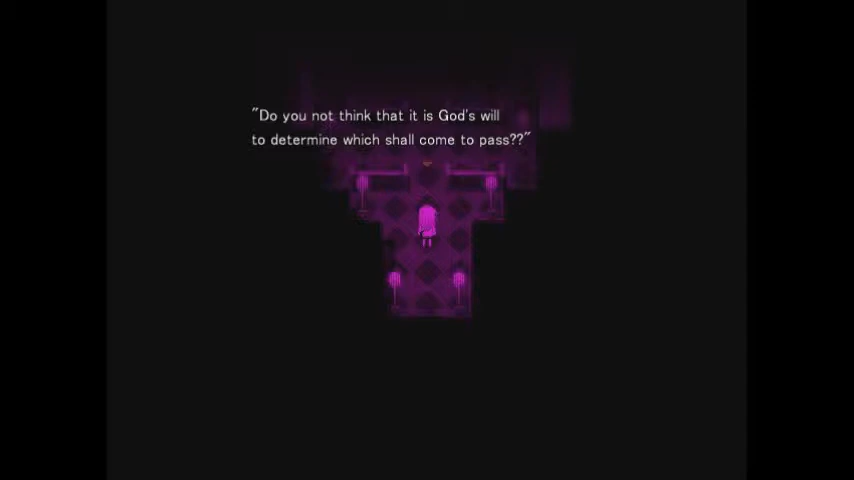 "Do you not think that it is God's will
to determine which shall come to pass??"